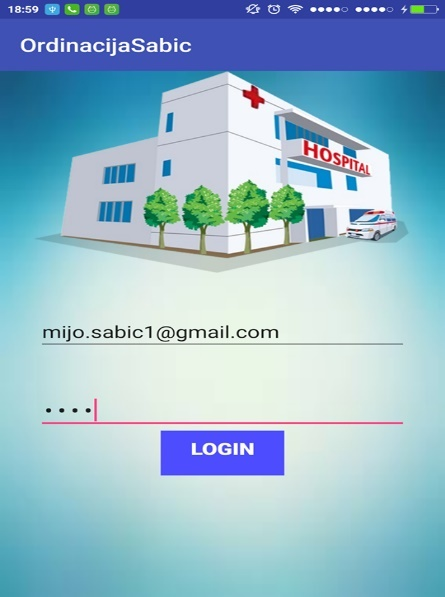 18:59
OrdinacijaSabic
HOSPITAL
mijo.sabic1@gmail.com
••••
LOGIN